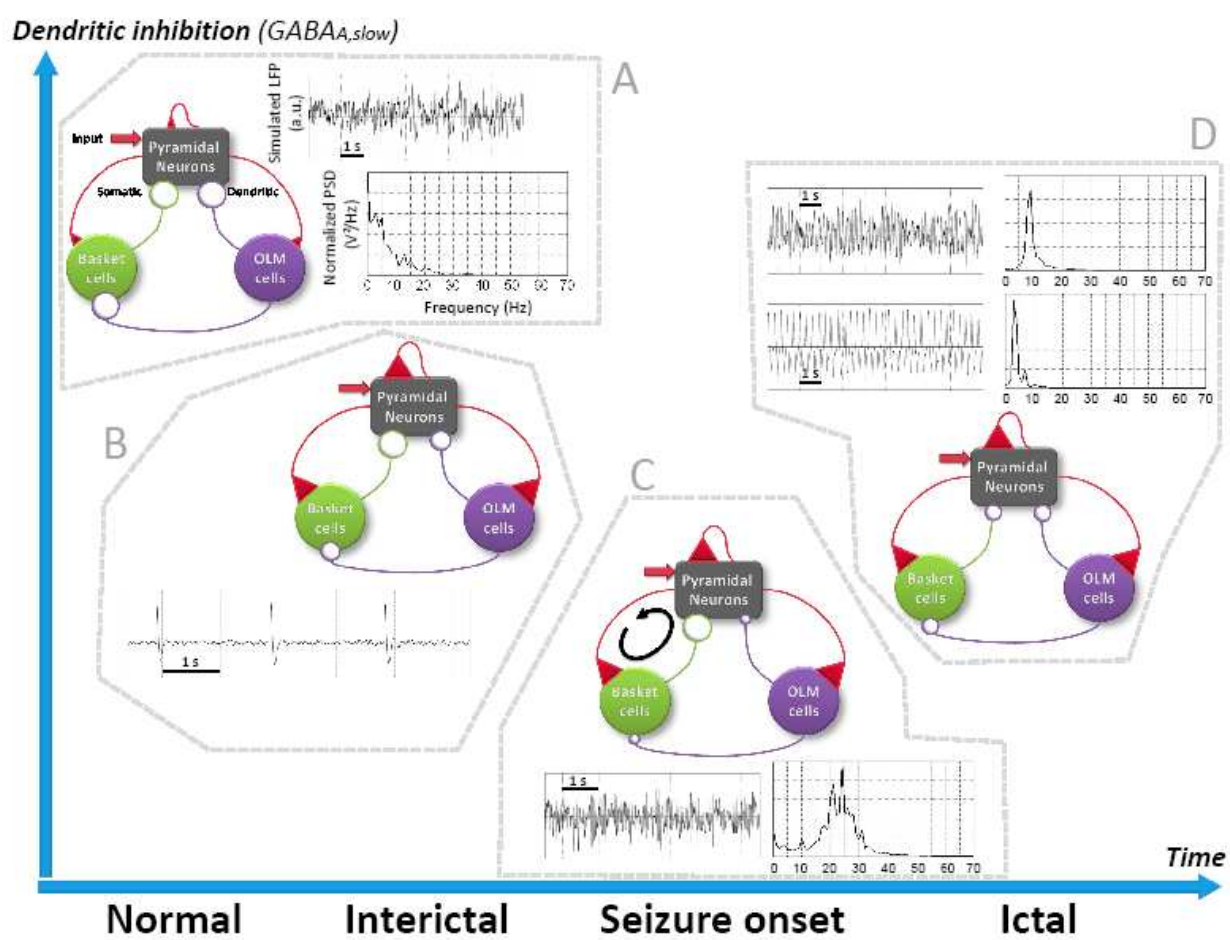 Dendritic inhibition (GABAA,slow)
A
Simulated LFP
(a.u.)
1 s
Input
Pyramidal
Neurons
Somatic
Dendritic
Basket
cells
OLM
cells
Normalized PSD
(V²/Hz)
0 10 20 30 40 50 60 70
Frequency (Hz)
B
Pyramidal
Neurons
Basket
cells
OLM
cells
1 s
C
Pyramidal
Neurons
Basket
cells
OLM
cells
1 s
0 10 20 30 40 50 60 70
D
1 s
0 10 20 30 40 50 60 70
1 s
0 10 20 30 40 50 60 70
Pyramidal
Neurons
Basket
cells
OLM
cells
Time
Normal Interictal Seizure onset Ictal